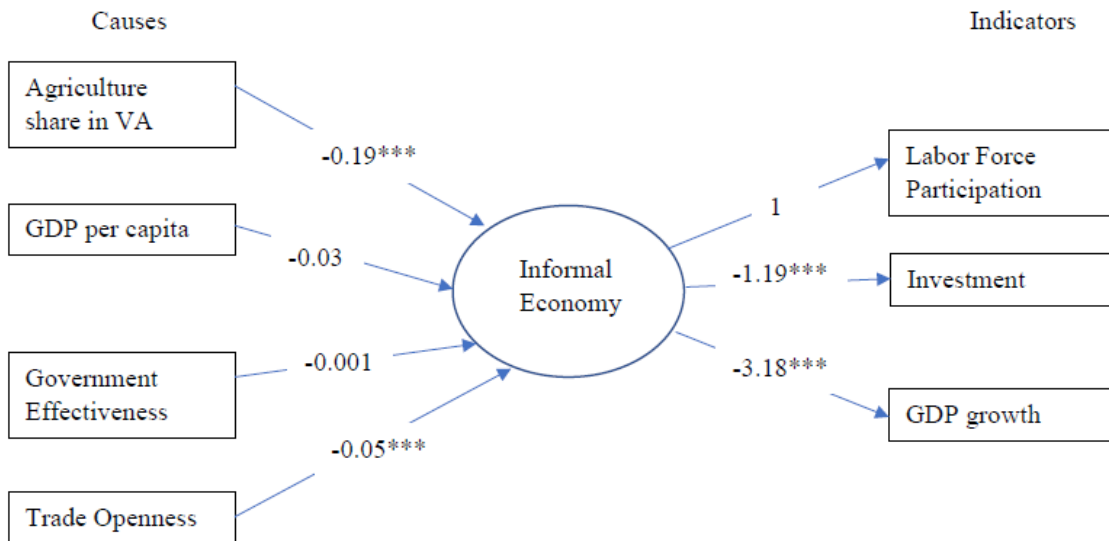 Causes
Indicators
Agriculture
share in VA
-0.19***
GDP per capita
-0.03
Government
Effectiveness
-0.001
Trade Openness
-0.05***
Informal
Economy
1
Labor Force
Participation
-1.19***
Investment
-3.18***
GDP growth